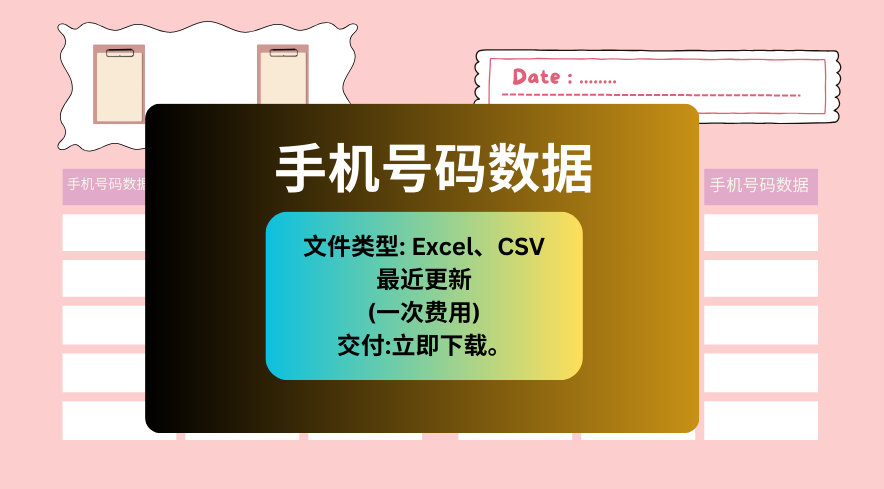 Date : ........
手机号码数据
手机号码数据
手机号码数据
文件类型: Excel、CSV
最近更新
(一次费用)
交付:立即下载。